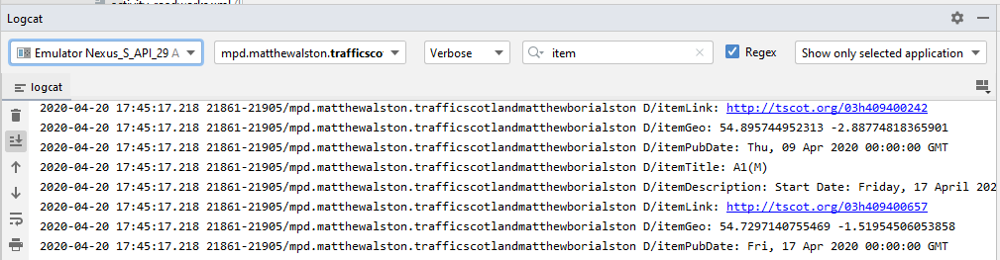 Logcat
Emulator Nexus_S_API_29 A mpd.matthewalston.trafficsco Verbose item Regex Show only selected application
logcat
2020-04-20 17:45:17.218 21861-21905/mpd.matthewalston.trafficscotlandmatthewborialston D/itemLink: http://tscot.org/03h409400242
2020-04-20 17:45:17.218 21861-21905/mpd.matthewalston.trafficscotlandmatthewborialston D/itemGeo: 54.895744952313 -2.88774818365901
2020-04-20 17:45:17.218 21861-21905/mpd.matthewalston.trafficscotlandmatthewborialston D/itemPubDate: Thu, 09 Apr 2020 00:00:00 GMT
2020-04-20 17:45:17.218 21861-21905/mpd.matthewalston.trafficscotlandmatthewborialston D/itemTitle: A1(M)
2020-04-20 17:45:17.218 21861-21905/mpd.matthewalston.trafficscotlandmatthewborialston D/itemDescription: Start Date: Friday, 17 April 202
2020-04-20 17:45:17.218 21861-21905/mpd.matthewalston.trafficscotlandmatthewborialston D/itemLink: http://tscot.org/03h409400657
2020-04-20 17:45:17.218 21861-21905/mpd.matthewalston.trafficscotlandmatthewborialston D/itemGeo: 54.7297140755469 -1.51954506053858
2020-04-20 17:45:17.218 21861-21905/mpd.matthewalston.trafficscotlandmatthewborialston D/itemPubDate: Fri, 17 Apr 2020 00:00:00 GMT